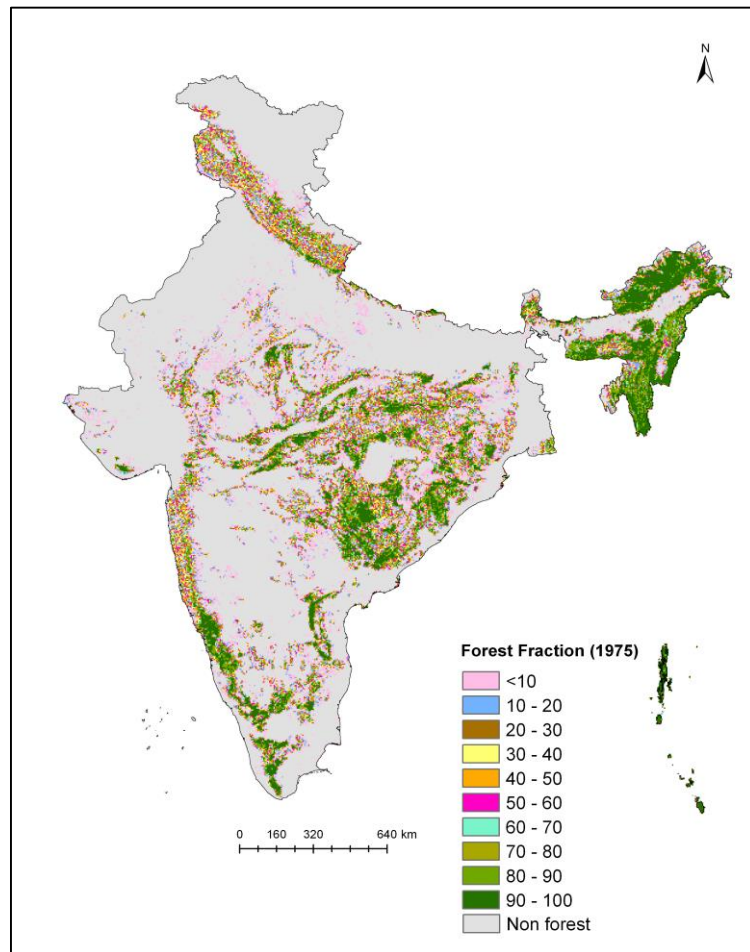 N
Forest Fraction (1975)
<10
10 - 20
20 - 30
30 - 40
40 - 50
50 - 60
60 - 70
70 - 80
80 - 90
90 - 100
Non forest
0 160 320 640 km